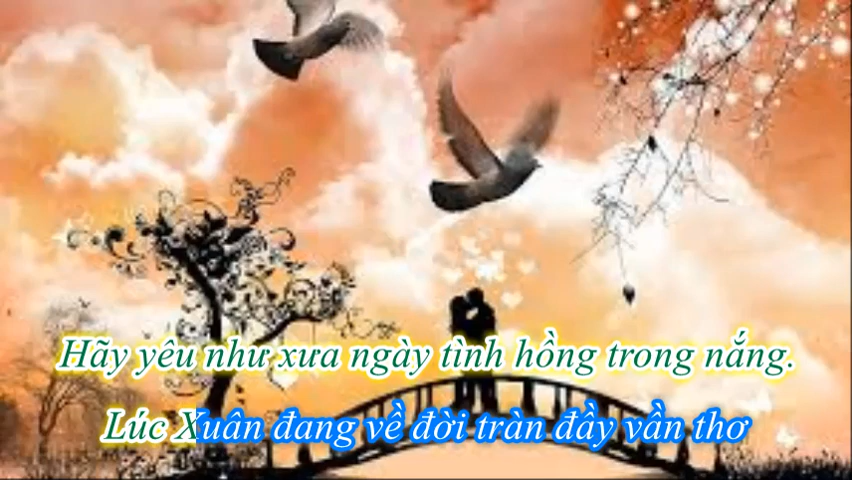 Hãy yêu như xưa ngày tình hồng trong nắng.
Lúc Xuân đang về đời tràn đầy vần thơ